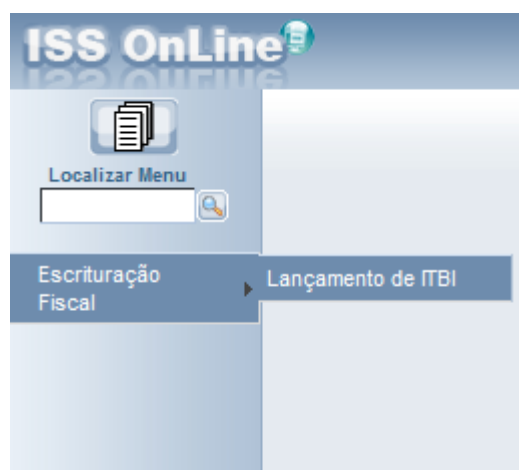 ISS OnLine
Localizar Menu
Escrituração
Fiscal
Lançamento de ITBI